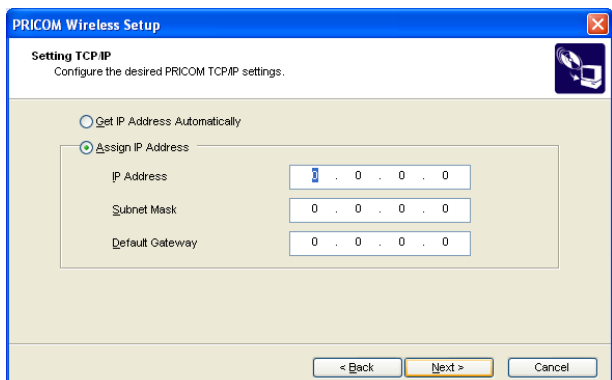 PRICOM Wireless Setup
Setting TCP/IP
Configure the desired PRICOM TCP/IP settings.
Get IP Address Automatically
Assign IP Address
IP Address 0 . 0 . 0 . 0
Subnet Mask 0 . 0 . 0 . 0
Default Gateway 0 . 0 . 0 . 0
< Back Next > Cancel